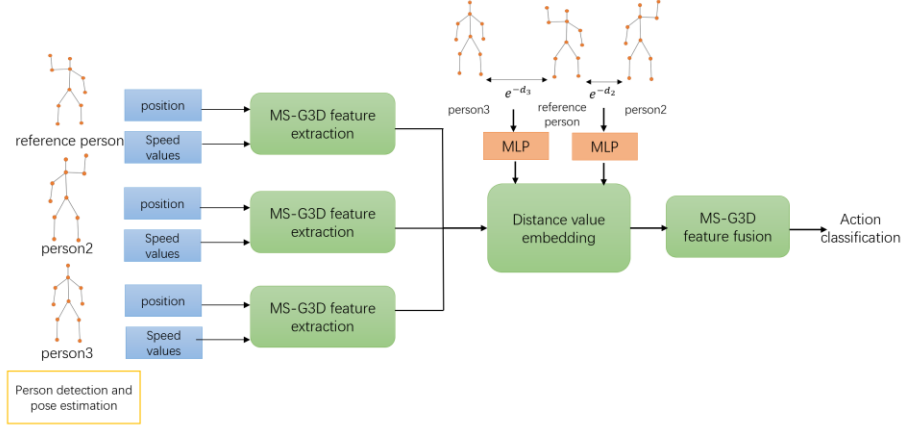 reference person
position
Speed
values
MS-G3D feature
extraction
person2
position
Speed
values
MS-G3D feature
extraction
person3
position
Speed
values
MS-G3D feature
extraction
Person detection and
pose estimation
e^{-d_3}
e^{-d_2}
person3
reference
person
person2
MLP
MLP
Distance value
embedding
MS-G3D
feature fusion
Action
classification